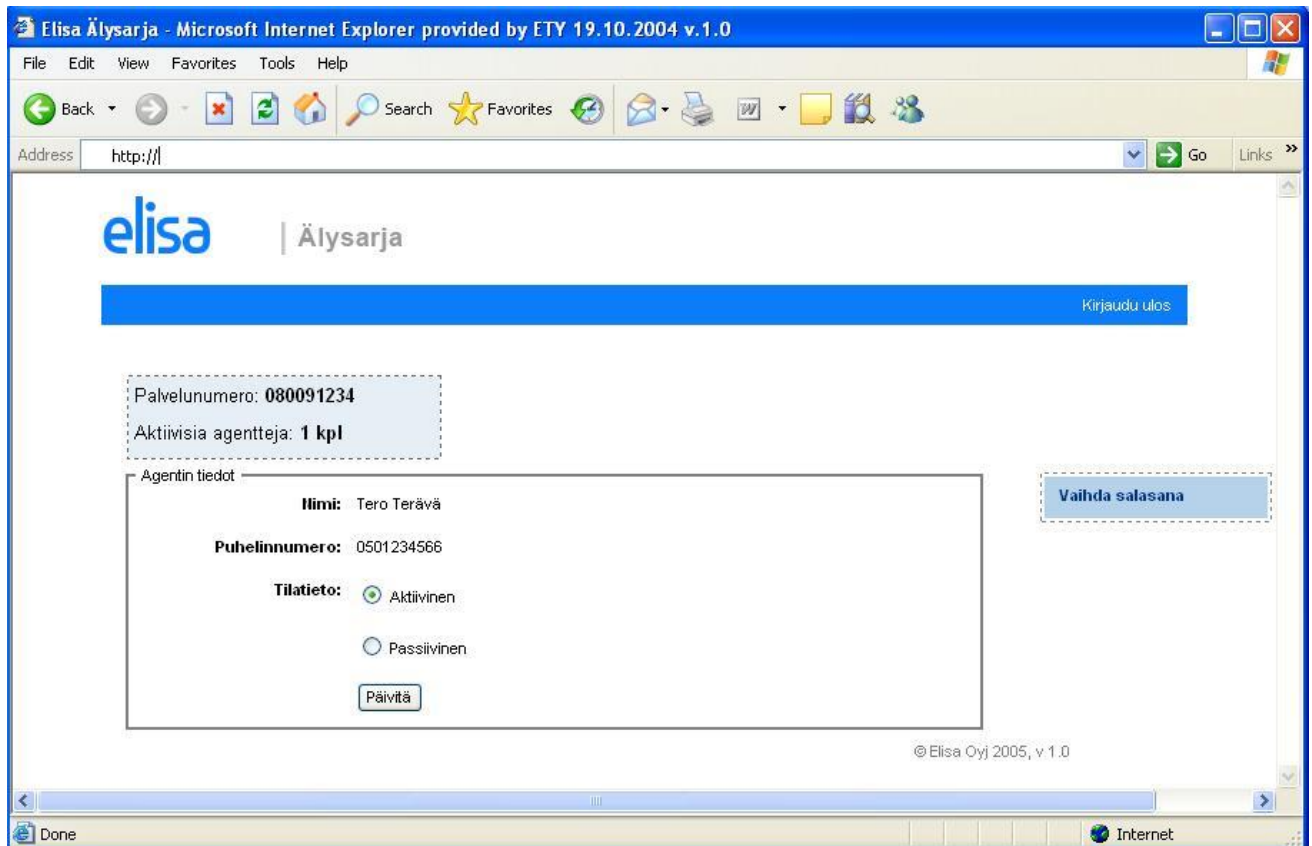 Elisa Älysarja - Microsoft Internet Explorer provided by ETY 19.10.2004 v.1.0
File Edit View Favorites Tools Help
Back Search Favorites
Address http:// Go Links »
elisa | Älysarja
Kirjaudu ulos
Palvelunumero: 080091234
Aktiivisia agentteja: 1 kpl
Agentin tiedot
Nimi: Tero Terävä
Vaihda salasana
Puhelinnumero: 0501234566
Tilatieto: Aktiivinen
Passiivinen
Päivitä
© Elisa Oyj 2005, v 1.0
Done Internet